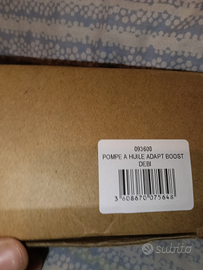 093600
POMPE A HUILE ADAPT BOOST
DEBI
3 608670 075648
subito